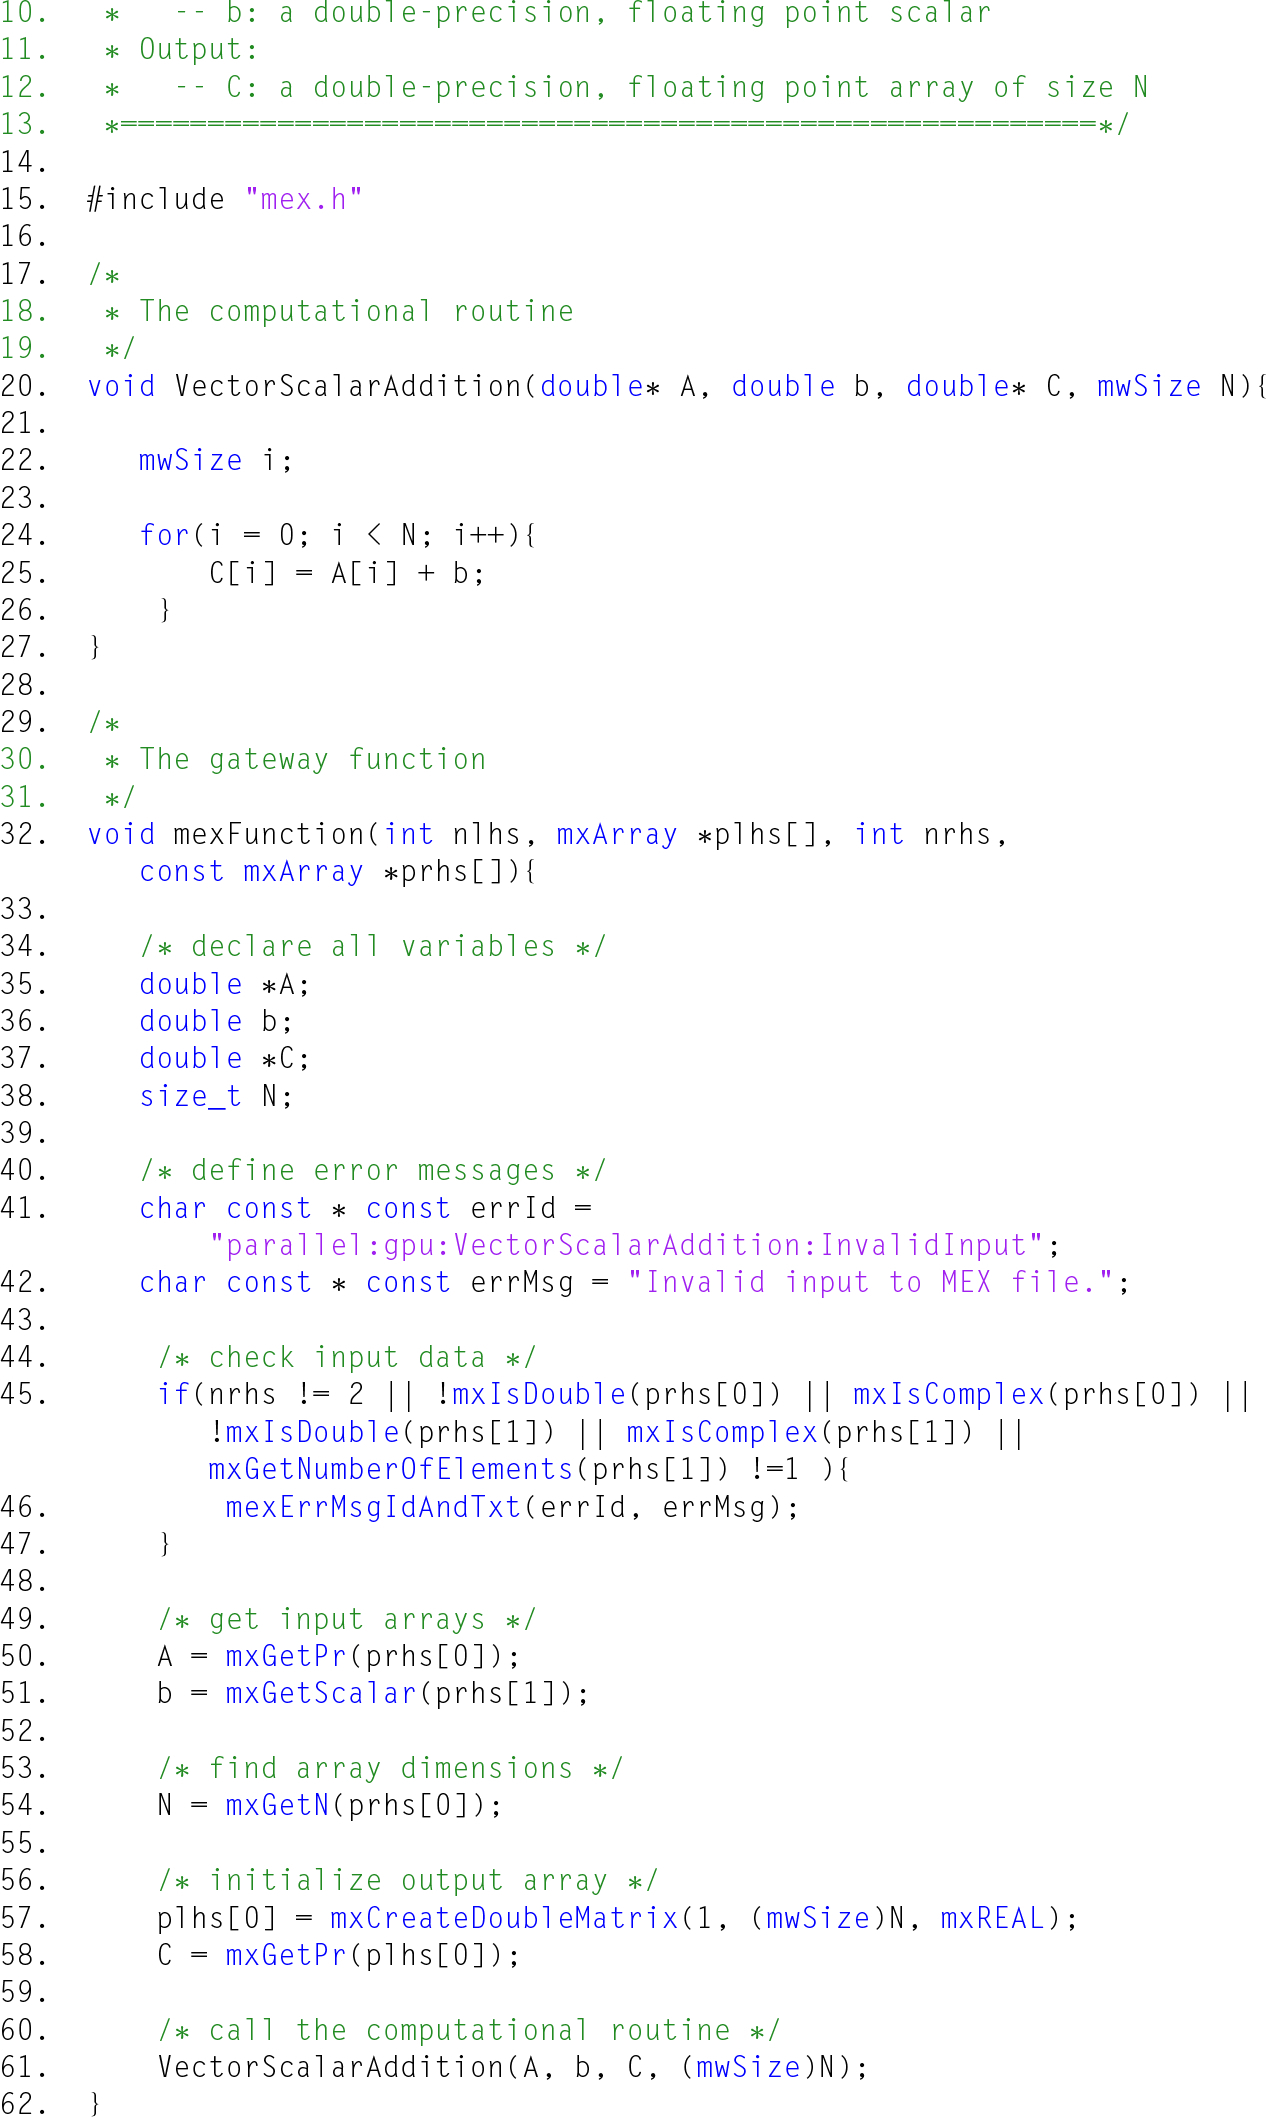 10.   *   -- b: a double-precision, floating point scalar
11.   * Output:
12.   *   -- C: a double-precision, floating point array of size N
13.   *========================================================*/
14.
15.  #include "mex.h"
16.
17.  /*
18.   * The computational routine
19.   */
20.  void VectorScalarAddition(double* A, double b, double* C, mwSize N){
21.
22.     mwSize i;
23.
24.     for(i = 0; i < N; i++){
25.         C[i] = A[i] + b;
26.      }
27.  }
28.
29.  /*
30.   * The gateway function
31.   */
32.  void mexFunction(int nlhs, mxArray *plhs[], int nrhs,
        const mxArray *prhs[]){
33.
34.     /* declare all variables */
35.     double *A;
36.     double b;
37.     double *C;
38.     size_t N;
39.
40.     /* define error messages */
41.     char const * const errId =
            "parallel:gpu:VectorScalarAddition:InvalidInput";
42.     char const * const errMsg = "Invalid input to MEX file.";
43.
44.      /* check input data */
45.      if(nrhs != 2 || !mxIsDouble(prhs[0]) || mxIsComplex(prhs[0]) ||
            !mxIsDouble(prhs[1]) || mxIsComplex(prhs[1]) ||
            mxGetNumberOfElements(prhs[1]) !=1 ){
46.          mexErrMsgIdAndTxt(errId, errMsg);
47.      }
48.
49.      /* get input arrays */
50.      A = mxGetPr(prhs[0]);
51.      b = mxGetScalar(prhs[1]);
52.
53.      /* find array dimensions */
54.      N = mxGetN(prhs[0]);
55.
56.      /* initialize output array */
57.      plhs[0] = mxCreateDoubleMatrix(1, (mwSize)N, mxREAL);
58.      C = mxGetPr(plhs[0]);
59.
60.      /* call the computational routine */
61.      VectorScalarAddition(A, b, C, (mwSize)N);
62.  }